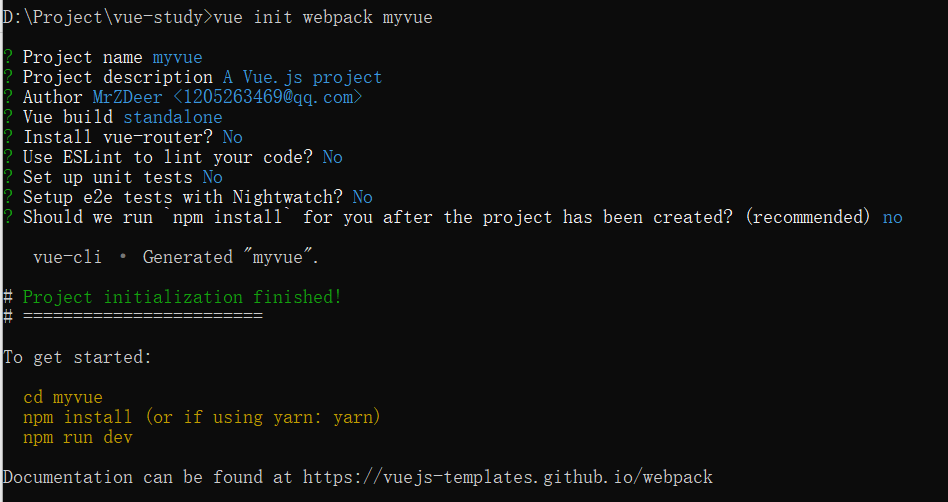 D:\Project\vue-study>vue init webpack myvue
? Project name myvue
? Project description A Vue.js project
? Author MrZDeer <1205263469@qq.com>
? Vue build standalone
? Install vue-router? No
? Use ESLint to lint your code? No
? Set up unit tests No
? Setup e2e tests with Nightwatch? No
? Should we run `npm install` for you after the project has been created? (recommended) no
vue-cli · Generated "myvue".
# Project initialization finished!
# ========================
To get started:
cd myvue
npm install (or if using yarn: yarn)
npm run dev
Documentation can be found at https://vuejs-templates.github.io/webpack